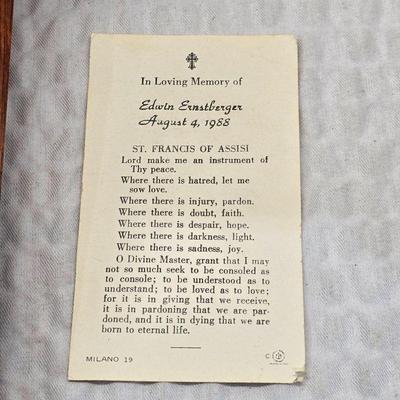 In Loving Memory of
Edwin Ernstberger
August 4, 1988
ST. FRANCIS OF ASSISI
Lord make me an instrument of
Thy peace.
Where there is hatred, let me
sow love.
Where there is injury, pardon.
Where there is doubt, faith.
Where there is despair, hope.
Where there is darkness, light.
Where there is sadness, joy.
O Divine Master, grant that I may
not so much seek to be consoled as
to console; to be understood as to
understand; to be loved as to love;
for it is in giving that we receive,
it is in pardoning that we are par-
doned, and it is in dying that we are
born to eternal life.
MILANO 19
C